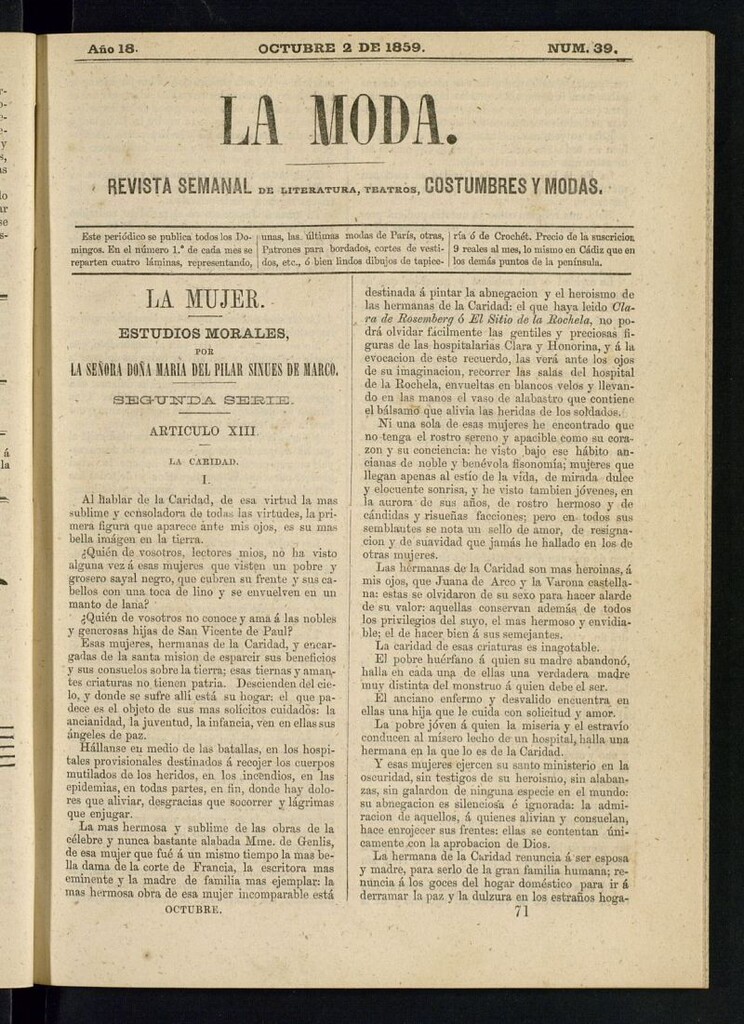 Año 18.
OCTUBRE 2 DE 1859.
NUM. 39.
LA MODA.
REVISTA SEMANAL DE LITERATURA, TEATROS, COSTUMBRES Y MODAS.
Este periódico se publica todos los Do-
mingos. En el número 1.º de cada mes se
reparten cuatro láminas, representando,
unas, las últimas modas de París, otras,
Patrones para bordados, cortes de vesti-
dos, etc., ó bien lindos dibujos de tapice-
ría ó de Crochét. Precio de la suscricion
9 reales al mes, lo mismo en Cádiz que en
los demás puntos de la península.
LA MUJER.
ESTUDIOS MORALES,
POR
LA SEÑORA DOÑA MARÍA DEL PILAR SINUES DE MARCO.
SEGUNDA SERIE.
ARTICULO XIII.
LA CARIDAD.
I.
Al hablar de la Caridad, de esa virtud la mas
sublime y consoladora de todas las virtudes, la pri-
mera figura que aparece ante mis ojos, es su mas
bella imágen en la tierra.
¿Quién de vosotros, lectores mios, no ha visto
alguna vez á esas mujeres que visten un pobre y
grosero sayal negro, que cubren su frente y sus ca-
bellos con una toca de lino y se envuelven en un
manto de lana?
¿Quién de vosotros no conoce y ama á las nobles
y generosas hijas de San Vicente de Paul?
Esas mujeres, hermanas de la Caridad, y encar-
gadas de la santa mision de esparcir sus beneficios
y sus consuelos sobre la tierra; esas tiernas y aman-
tes criaturas no tienen patria. Descienden del cie-
lo, y donde se sufre allí está su hogar: el que pa-
dece es el objeto de sus mas solícitos cuidados: la
ancianidad, la juventud, la infancia, ven en ellas sus
ángeles de paz.
Hállanse en medio de las batallas, en los hospi-
tales provisionales destinados á recojer los cuerpos
mutilados de los heridos, en los incendios, en las
epidemias, en todas partes, en fin, donde hay dolo-
res que aliviar, desgracias que socorrer y lágrimas
que enjugar.
La mas hermosa y sublime de las obras de la
célebre y nunca bastante alabada Mme. de Genlis,
de esa mujer que fué á un mismo tiempo la mas be-
lla dama de la corte de Francia, la escritora mas
eminente y la madre de familia mas ejemplar: la
mas hermosa obra de esa mujer incomparable está
OCTUBRE.
destinada á pintar la abnegacion y el heroismo de
las hermanas de la Caridad: el que haya leido Cla-
ra de Rosemberg ó El Sitio de la Rochela, no po-
drá olvidar fácilmente las gentiles y preciosas fi-
guras de las hospitalarias Clara y Honorina, y á la
evocacion de este recuerdo, las verá ante los ojos
de su imaginacion, recorrer las salas del hospital
de la Rochela, envueltas en blancos velos y llevan-
do en las manos el vaso de alabastro que contiene
el bálsamo que alivia las heridas de los soldados.
Ni una sola de esas mujeres he encontrado que
no tenga el rostro sereno y apacible como su cora-
zon y su conciencia: he visto bajo ese hábito an-
cianas de noble y benévola fisonomía; mujeres que
llegan apenas al estío de la vida, de mirada dulce
y elocuente sonrisa, y he visto tambien jóvenes, en
la aurora de sus años, de rostro hermoso y de
cándidas y risueñas facciones; pero en todos sus
semblantes se nota un sello de amor, de resigna-
cion y de suavidad que jamás he hallado en los de
otras mujeres.
Las hermanas de la Caridad son mas heroinas, á
mis ojos, que Juana de Arco y la Varona castella-
na: estas se olvidaron de su sexo para hacer alarde
de su valor: aquellas conservan además de todos
los privilegios del suyo, el mas hermoso y envidia-
ble; el de hacer bien á sus semejantes.
La caridad de esas criaturas es inagotable.
El pobre huérfano á quien su madre abandonó,
halla en cada una de ellas una verdadera madre
muy distinta del monstruo á quien debe el ser.
El anciano enfermo y desvalido encuentra en
ellas una hija que le cuida con solicitud y amor.
La pobre jóven á quien la miseria y el estravío
conducen al mísero lecho de un hospital, halla una
hermana en la que lo es de la Caridad.
Y esas mujeres ejercen su santo ministerio en la
oscuridad, sin testigos de su heroismo, sin alaban-
zas, sin galardon de ninguna especie en el mundo:
su abnegacion es silenciosa é ignorada: la admi-
racion de aquellos, á quienes alivian y consuelan,
hace enrojecer sus frentes: ellas se contentan úni-
camente con la aprobacion de Dios.
La hermana de la Caridad renuncia á ser esposa
y madre, para serlo de la gran familia humana; re-
nuncia á los goces del hogar doméstico para ir á
derramar la paz y la dulzura en los estraños hoga-
71